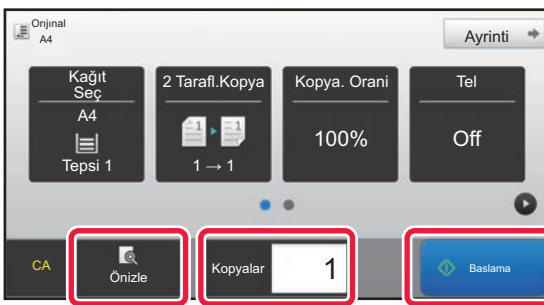 Orijinal
A4
Ayrinti
Kağıt
Seç
A4
Tepsi 1
2 Tarafl.Kopya
1 → 1
Kopya. Orani
100%
Tel
Off
CA
Önizle
Kopyalar
1
Baslama